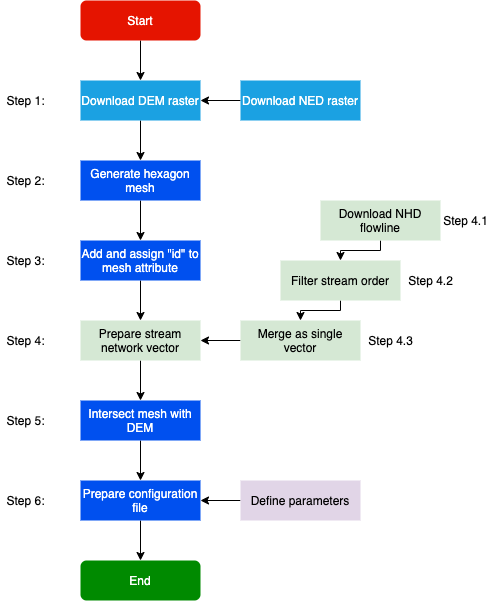 Start
Step 1:
Download DEM raster
Download NED raster
Step 2:
Generate hexagon
mesh
Download NHD
flowline
Step 4.1
Step 3:
Add and assign "id" to
mesh attribute
Filter stream order
Step 4.2
Step 4:
Prepare stream
network vector
Merge as single
vector
Step 4.3
Step 5:
Intersect mesh with
DEM
Step 6:
Prepare configuration
file
Define parameters
End